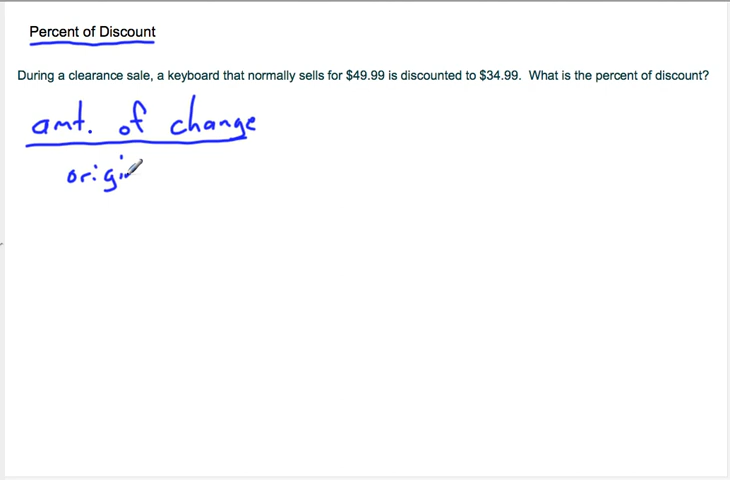 Percent of Discount
During a clearance sale, a keyboard that normally sells for $49.99 is discounted to $34.99. What is the percent of discount?
amt. of change
origin